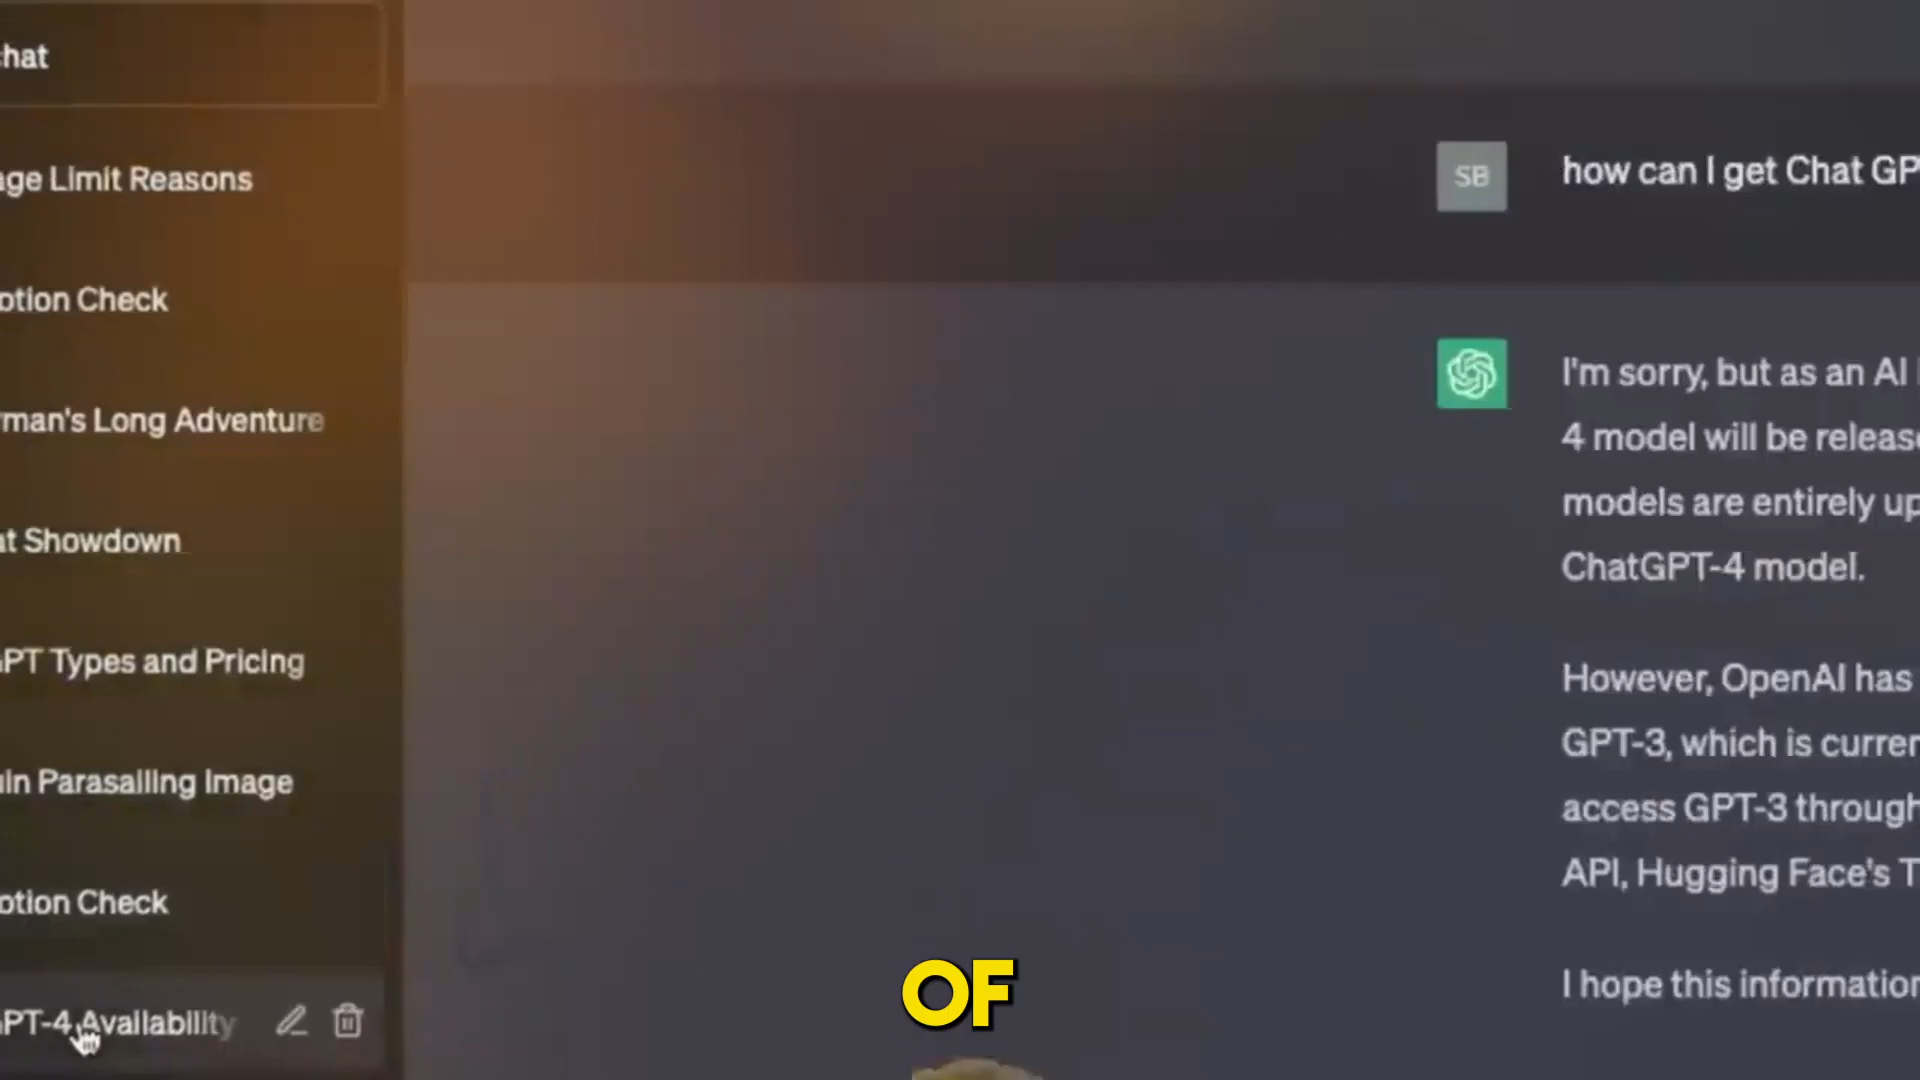 hat
ge Limit Reasons
otion Check
man's Long Adventure
at Showdown
PT Types and Pricing
in Parasailing Image
otion Check
PT-4 Availability
SB
how can I get Chat GP
I'm sorry, but as an AI
4 model will be release
models are entirely up
ChatGPT-4 model.
However, OpenAI has
GPT-3, which is curren
access GPT-3 through
API, Hugging Face's T
I hope this information
OF